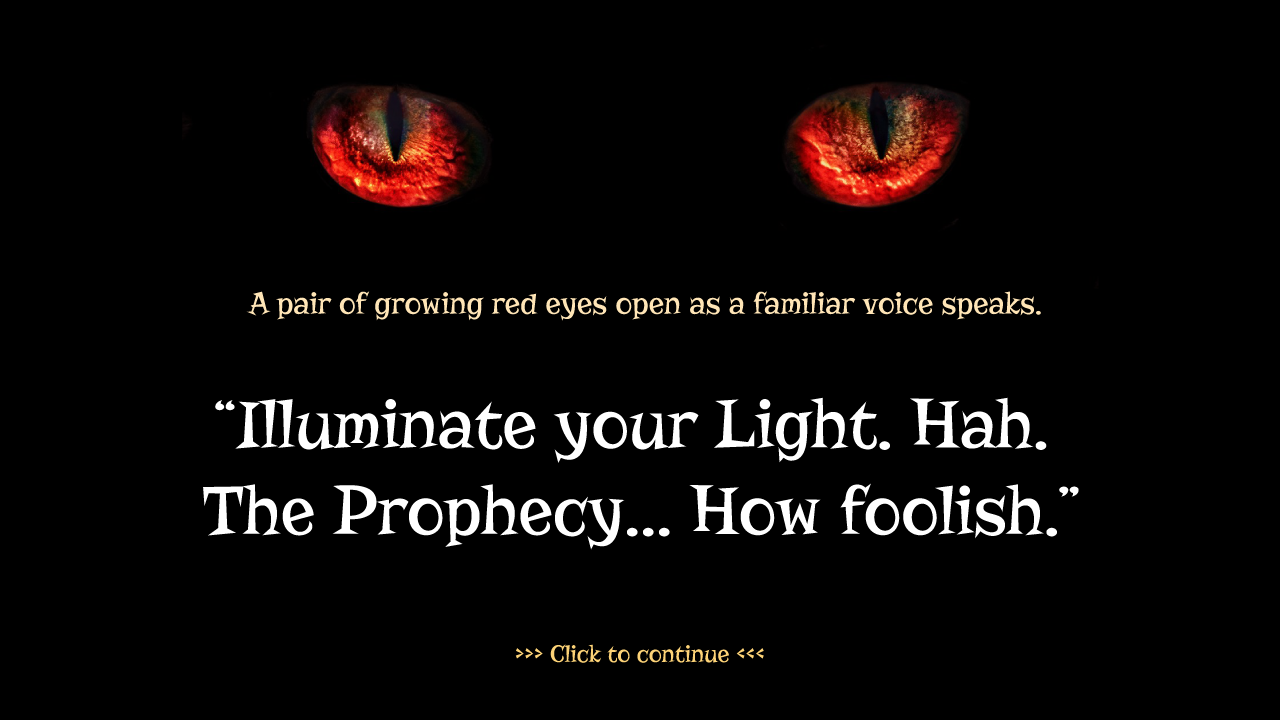 A pair of growing red eyes open as a familiar voice speaks.
“Illuminate your Light. Hah.
The Prophecy... How foolish.”
>>> Click to continue <<<